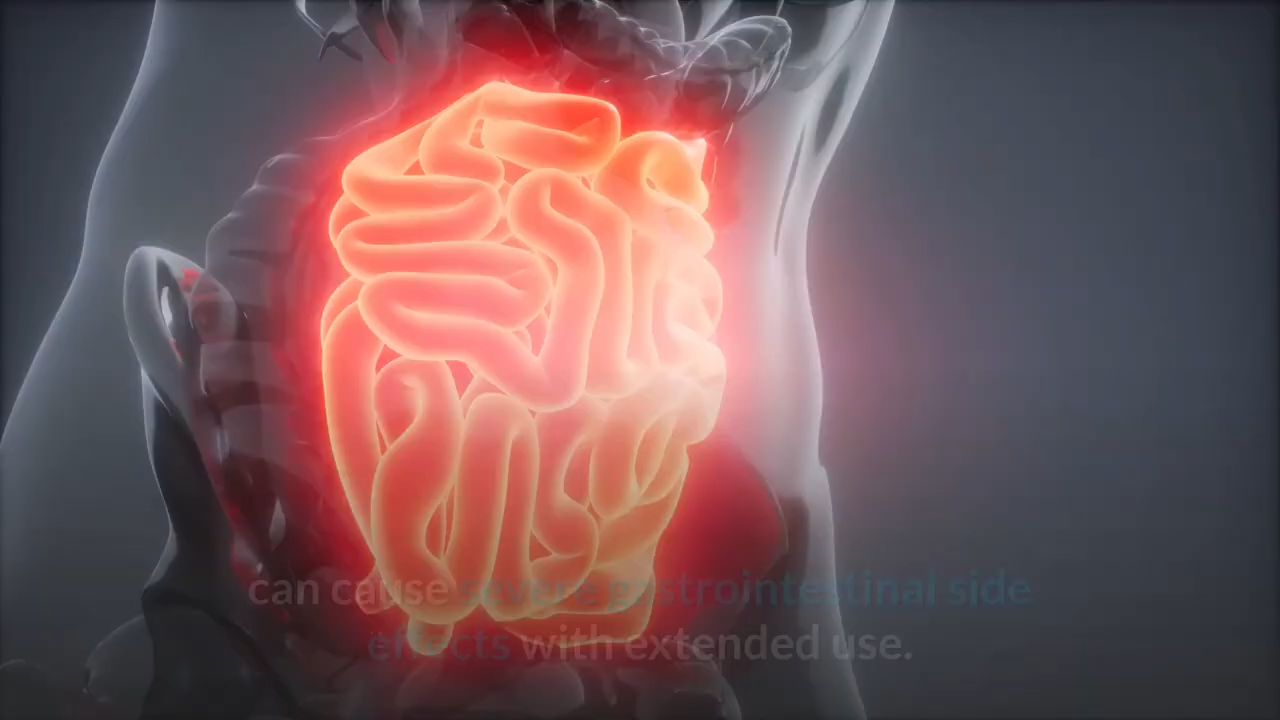 can cause severe gastrointestinal side
effects with extended use.